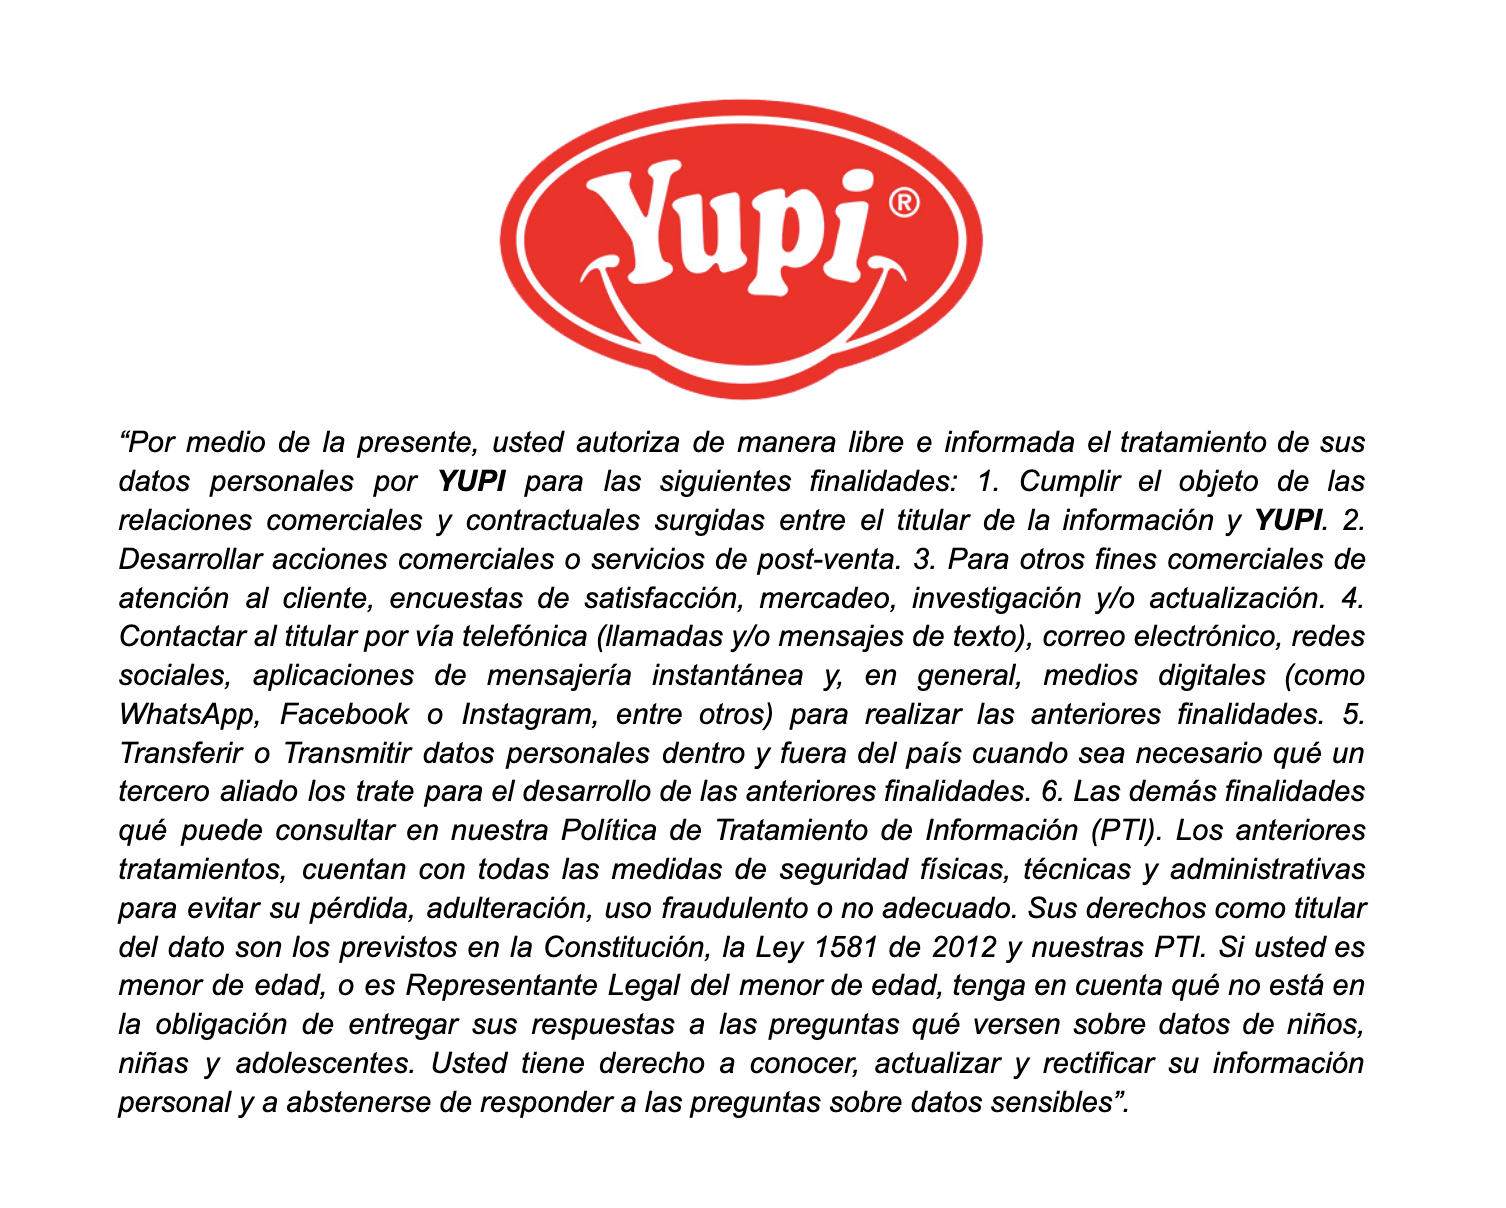 Yupi®
“Por medio de la presente, usted autoriza de manera libre e informada el tratamiento de sus
datos personales por YUPI para las siguientes finalidades: 1. Cumplir el objeto de las
relaciones comerciales y contractuales surgidas entre el titular de la información y YUPI. 2.
Desarrollar acciones comerciales o servicios de post-venta. 3. Para otros fines comerciales de
atención al cliente, encuestas de satisfacción, mercadeo, investigación y/o actualización. 4.
Contactar al titular por vía telefónica (llamadas y/o mensajes de texto), correo electrónico, redes
sociales, aplicaciones de mensajería instantánea y, en general, medios digitales (como
WhatsApp, Facebook o Instagram, entre otros) para realizar las anteriores finalidades. 5.
Transferir o Transmitir datos personales dentro y fuera del país cuando sea necesario qué un
tercero aliado los trate para el desarrollo de las anteriores finalidades. 6. Las demás finalidades
qué puede consultar en nuestra Política de Tratamiento de Información (PTI). Los anteriores
tratamientos, cuentan con todas las medidas de seguridad físicas, técnicas y administrativas
para evitar su pérdida, adulteración, uso fraudulento o no adecuado. Sus derechos como titular
del dato son los previstos en la Constitución, la Ley 1581 de 2012 y nuestras PTI. Si usted es
menor de edad, o es Representante Legal del menor de edad, tenga en cuenta qué no está en
la obligación de entregar sus respuestas a las preguntas qué versen sobre datos de niños,
niñas y adolescentes. Usted tiene derecho a conocer, actualizar y rectificar su información
personal y a abstenerse de responder a las preguntas sobre datos sensibles”.